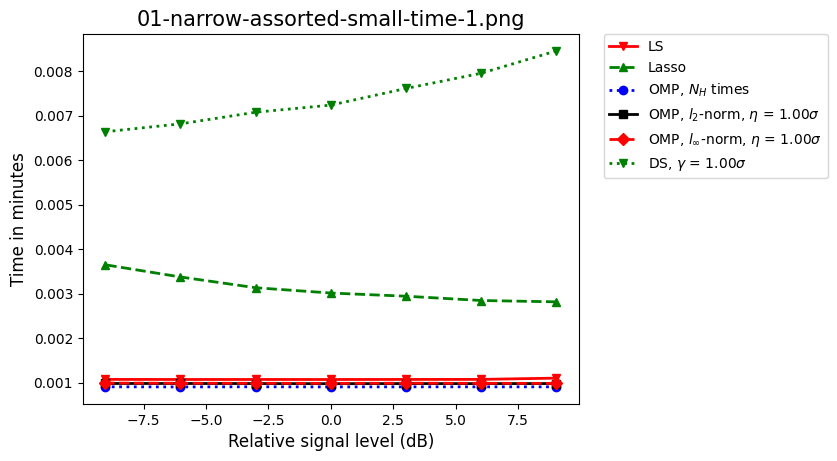 01-narrow-assorted-small-time-1.png
Time in minutes
0.008
0.007
0.006
0.005
0.004
0.003
0.002
0.001
−7.5 −5.0 −2.5 0.0 2.5 5.0 7.5
Relative signal level (dB)
LS
Lasso
OMP, N_H times
OMP, l₂-norm, η = 1.00σ
OMP, l∞-norm, η = 1.00σ
DS, γ = 1.00σ